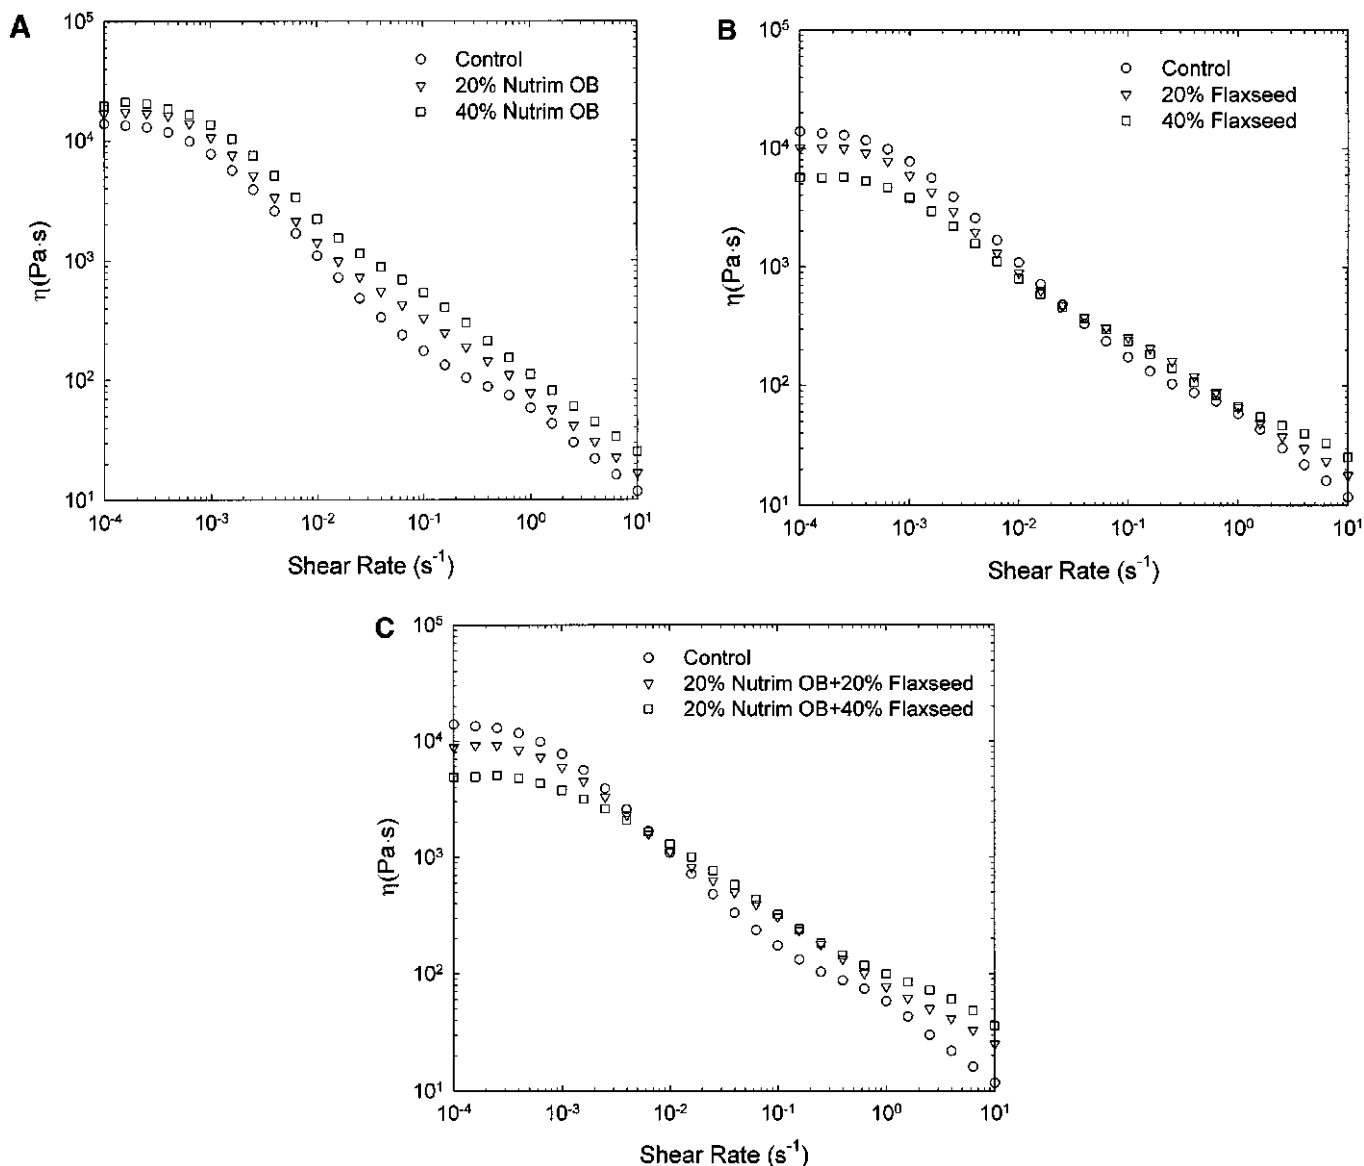 A
10^5
10^4
10^3
10^2
10^1
η(Pa·s)
Control
20% Nutrim OB
40% Nutrim OB
10^-4 10^-3 10^-2 10^-1 10^0 10^1
Shear Rate (s^-1)
B
10^5
10^4
10^3
10^2
10^1
η(Pa·s)
Control
20% Flaxseed
40% Flaxseed
10^-4 10^-3 10^-2 10^-1 10^0 10^1
Shear Rate (s^-1)
C
10^5
10^4
10^3
10^2
10^1
η(Pa·s)
Control
20% Nutrim OB+20% Flaxseed
20% Nutrim OB+40% Flaxseed
10^-4 10^-3 10^-2 10^-1 10^0 10^1
Shear Rate (s^-1)